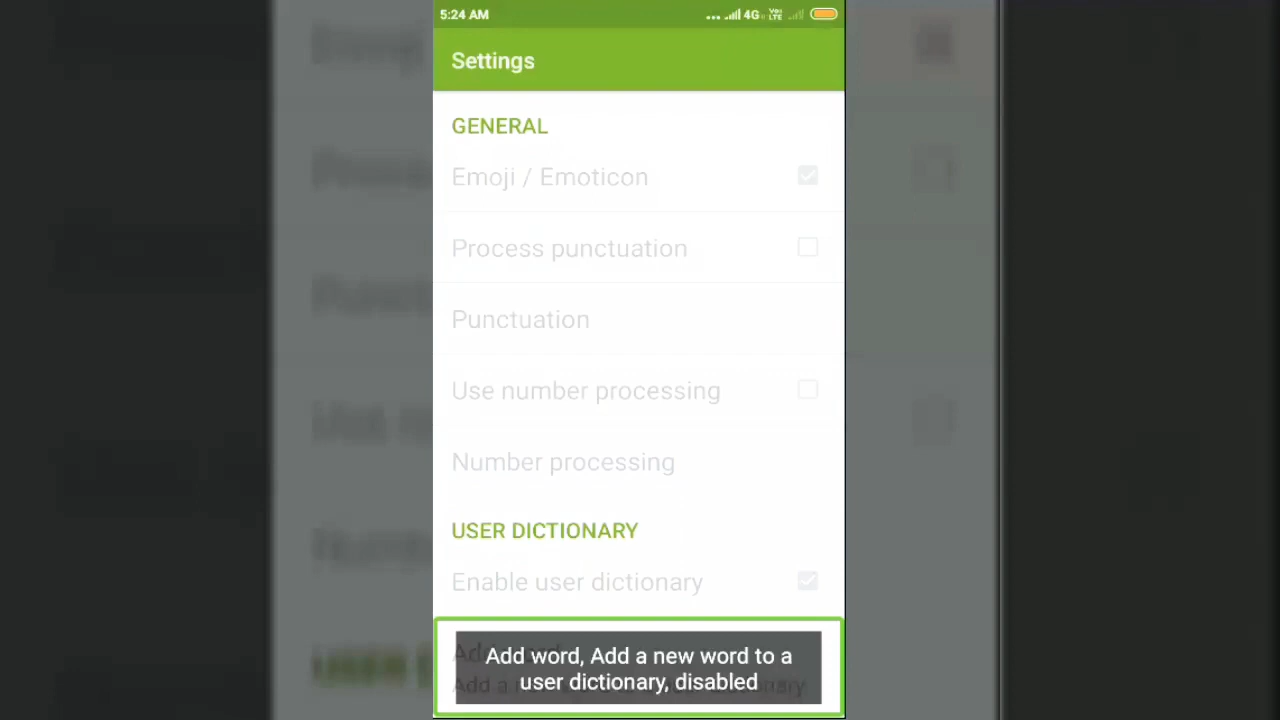 5:24 AM
4G
VoLTE
Settings
GENERAL
Emoji / Emoticon
Process punctuation
Punctuation
Use number processing
Number processing
USER DICTIONARY
Enable user dictionary
Add word, Add a new word to a
user dictionary, disabled